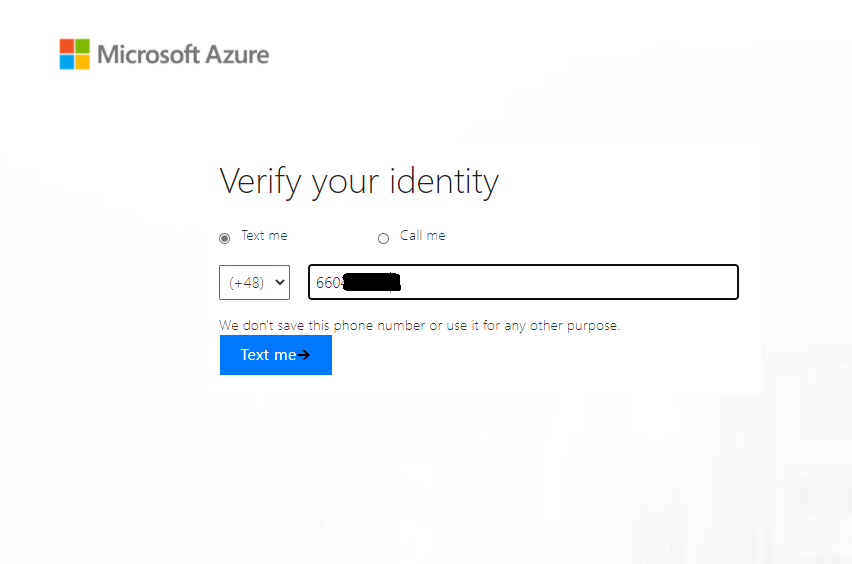 Microsoft Azure
Verify your identity
Text me
Call me
(+48)
660
We don't save this phone number or use it for any other purpose.
Text me➔